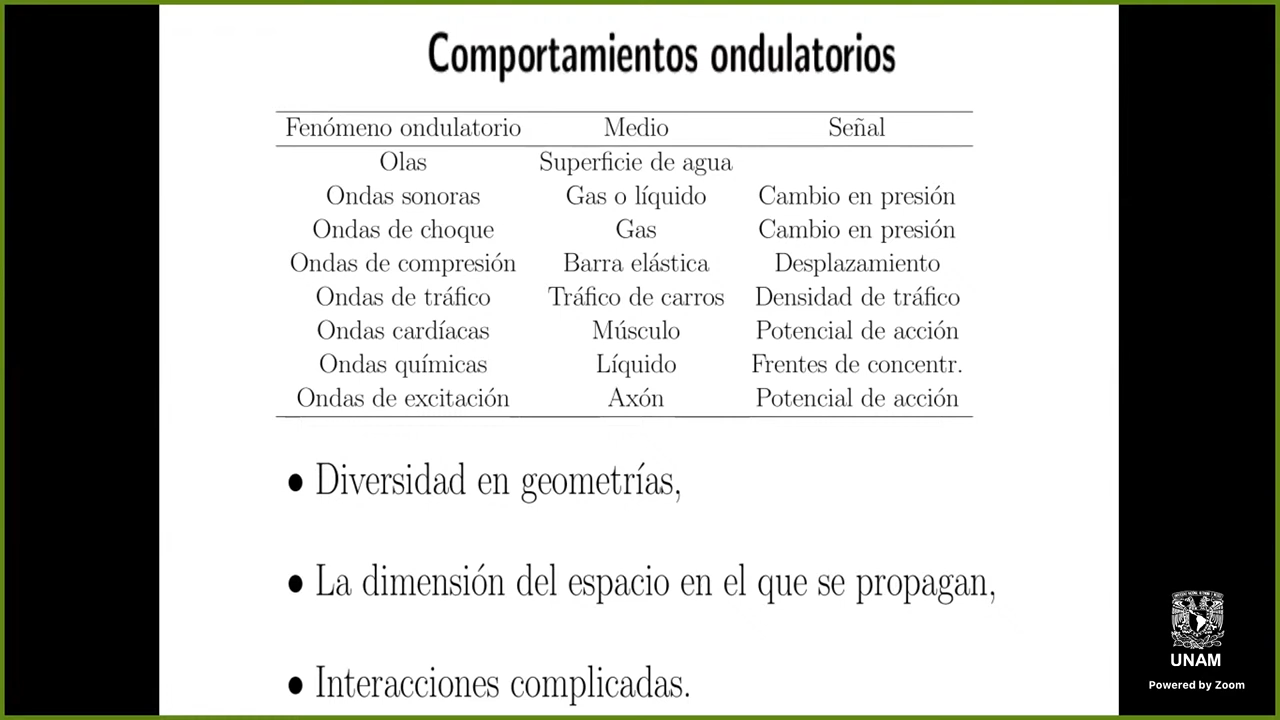 Comportamientos ondulatorios
Fenómeno ondulatorio Medio Señal
Olas Superficie de agua
Ondas sonoras Gas o líquido Cambio en presión
Ondas de choque Gas Cambio en presión
Ondas de compresión Barra elástica Desplazamiento
Ondas de tráfico Tráfico de carros Densidad de tráfico
Ondas cardíacas Músculo Potencial de acción
Ondas químicas Líquido Frentes de concentr.
Ondas de excitación Axón Potencial de acción
• Diversidad en geometrías,
• La dimensión del espacio en el que se propagan,
• Interacciones complicadas.
UNAM
Powered by Zoom